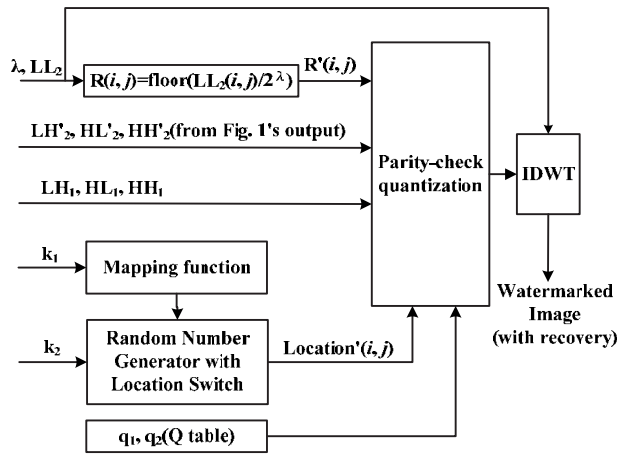 λ, LL₂
R(i, j)=floor(LL₂(i, j)/2^λ)
R'(i, j)
LH'₂, HL'₂, HH'₂(from Fig. 1's output)
LH₁, HL₁, HH₁
Parity-check
quantization
IDWT
k₁
Mapping function
k₂
Random Number
Generator with
Location Switch
Location'(i, j)
Watermarked
Image
(with recovery)
q₁, q₂(Q table)